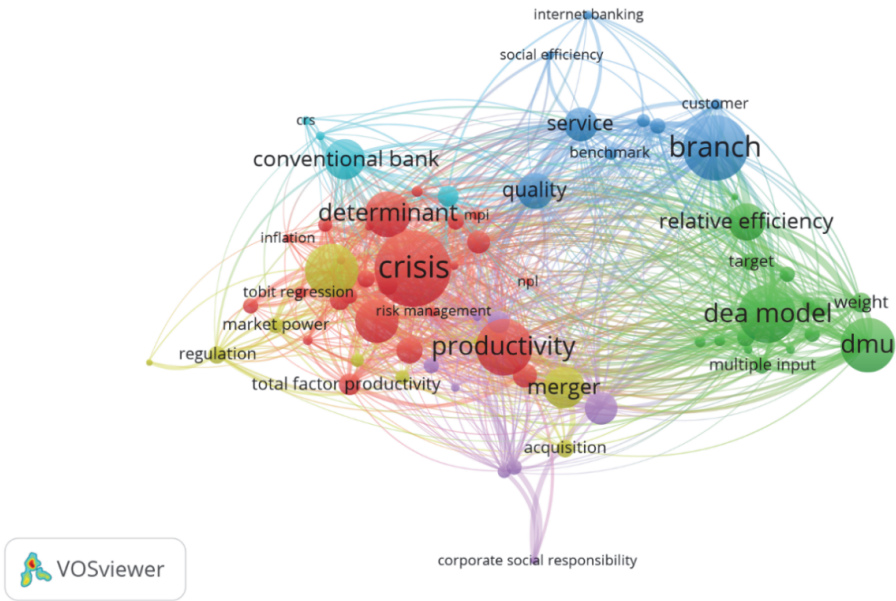 internet banking
social efficiency
customer
crs
service
branch
benchmark
conventional bank
quality
determinant
mpi
relative efficiency
inflation
crisis
target
npl
tobit regression
weight
risk management
dea model
market power
productivity
dmu
regulation
multiple input
total factor productivity
merger
acquisition
corporate social responsibility
VOSviewer